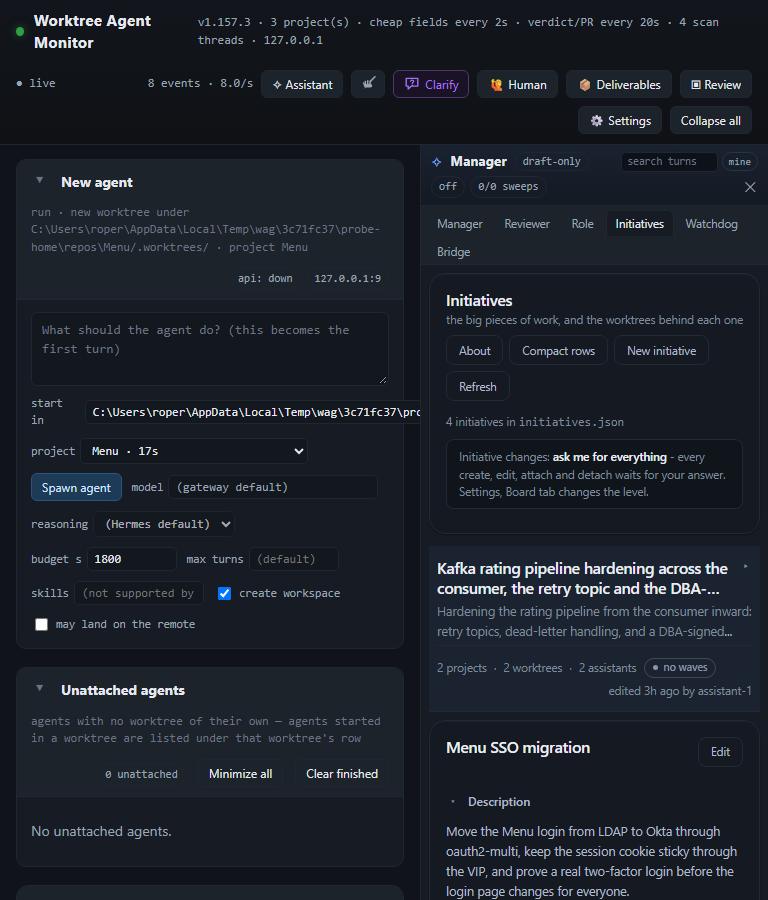 Worktree Agent
Monitor
v1.157.3 · 3 project(s) · cheap fields every 2s · verdict/PR every 20s · 4 scan
threads · 127.0.0.1
live
8 events · 8.0/s
Assistant
Clarify
Human
Deliverables
Review
Settings
Collapse all
New agent
run · new worktree under
C:\Users\roper\AppData\Local\Temp\wag\3c71fc37\probe-
home\repos\Menu/.worktrees/ · project Menu
api: down
127.0.0.1:9
What should the agent do? (this becomes the
first turn)
start
in
C:\Users\roper\AppData\Local\Temp\wag\3c71fc37\pro
project
Menu · 17s
Spawn agent
model
(gateway default)
reasoning
(Hermes default)
budget s
1800
max turns
(default)
skills
(not supported by
create workspace
may land on the remote
Unattached agents
agents with no worktree of their own — agents started
in a worktree are listed under that worktree's row
0 unattached
Minimize all
Clear finished
No unattached agents.
Manager
draft-only
search turns
mine
off
0/0 sweeps
Manager
Reviewer
Role
Initiatives
Watchdog
Bridge
Initiatives
the big pieces of work, and the worktrees behind each one
About
Compact rows
New initiative
Refresh
4 initiatives in initiatives.json
Initiative changes: ask me for everything - every
create, edit, attach and detach waits for your answer.
Settings, Board tab changes the level.
Kafka rating pipeline hardening across the
consumer, the retry topic and the DBA-...
Hardening the rating pipeline from the consumer inward:
retry topics, dead-letter handling, and a DBA-signed...
2 projects · 2 worktrees · 2 assistants
no waves
edited 3h ago by assistant-1
Menu SSO migration
Edit
Description
Move the Menu login from LDAP to Okta through
oauth2-multi, keep the session cookie sticky through
the VIP, and prove a real two-factor login before the
login page changes for everyone.